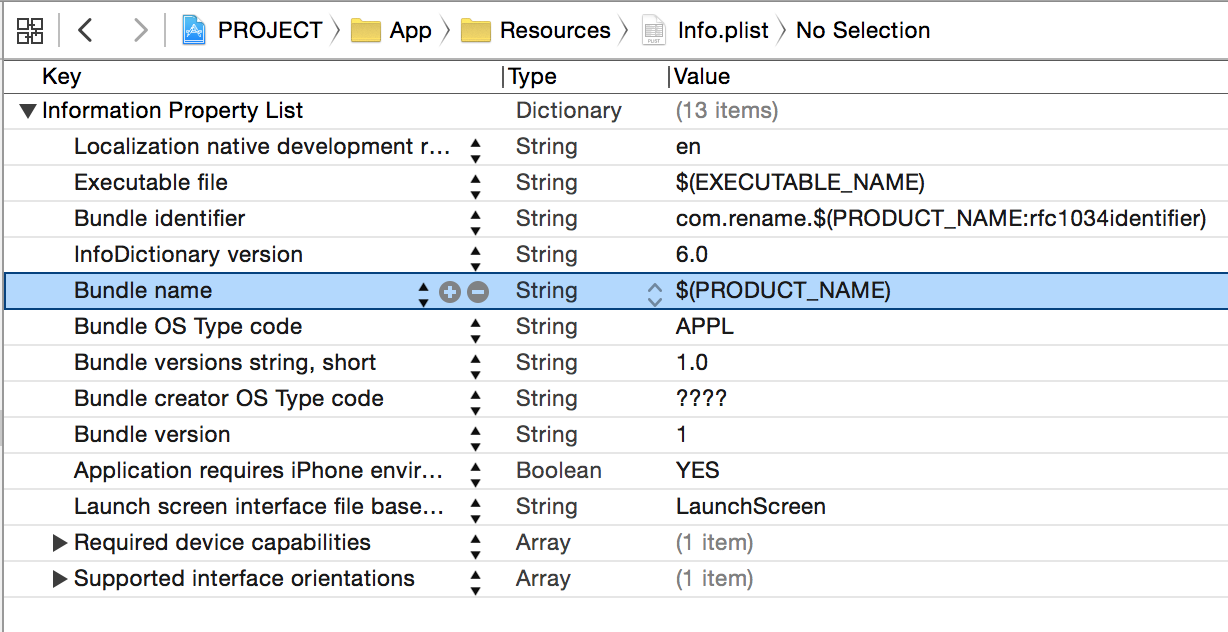 PROJECT App Resources Info.plist No Selection
Key Type Value
Information Property List Dictionary (13 items)
Localization native development r... String en
Executable file String $(EXECUTABLE_NAME)
Bundle identifier String com.rename.$(PRODUCT_NAME:rfc1034identifier)
InfoDictionary version String 6.0
Bundle name String $(PRODUCT_NAME)
Bundle OS Type code String APPL
Bundle versions string, short String 1.0
Bundle creator OS Type code String ????
Bundle version String 1
Application requires iPhone envir... Boolean YES
Launch screen interface file base... String LaunchScreen
Required device capabilities Array (1 item)
Supported interface orientations Array (1 item)